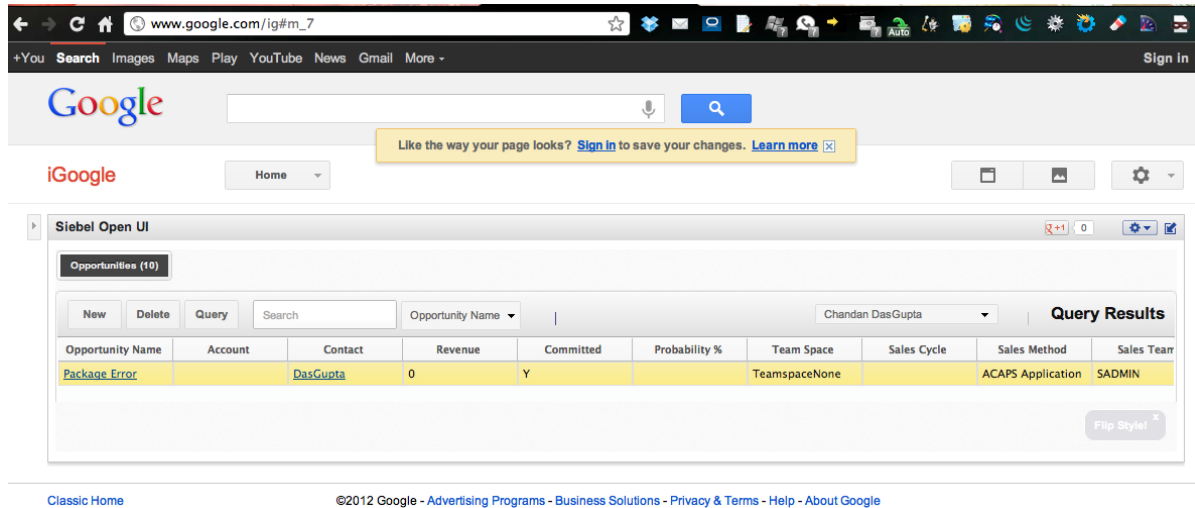 www.google.com/ig#m_7
Auto
+You Search Images Maps Play YouTube News Gmail More
Sign in
Google
Like the way your page looks? Sign in to save your changes. Learn more x
iGoogle
Home
Siebel Open UI
g +1 0
Opportunities (10)
New Delete Query Search Opportunity Name | Chandan DasGupta | Query Results
Opportunity Name Account Contact Revenue Committed Probability % Team Space Sales Cycle Sales Method Sales Team
Package Error DasGupta 0 Y TeamspaceNone ACAPS Application SADMIN
Flip Style! x
Classic Home
©2012 Google - Advertising Programs - Business Solutions - Privacy & Terms - Help - About Google